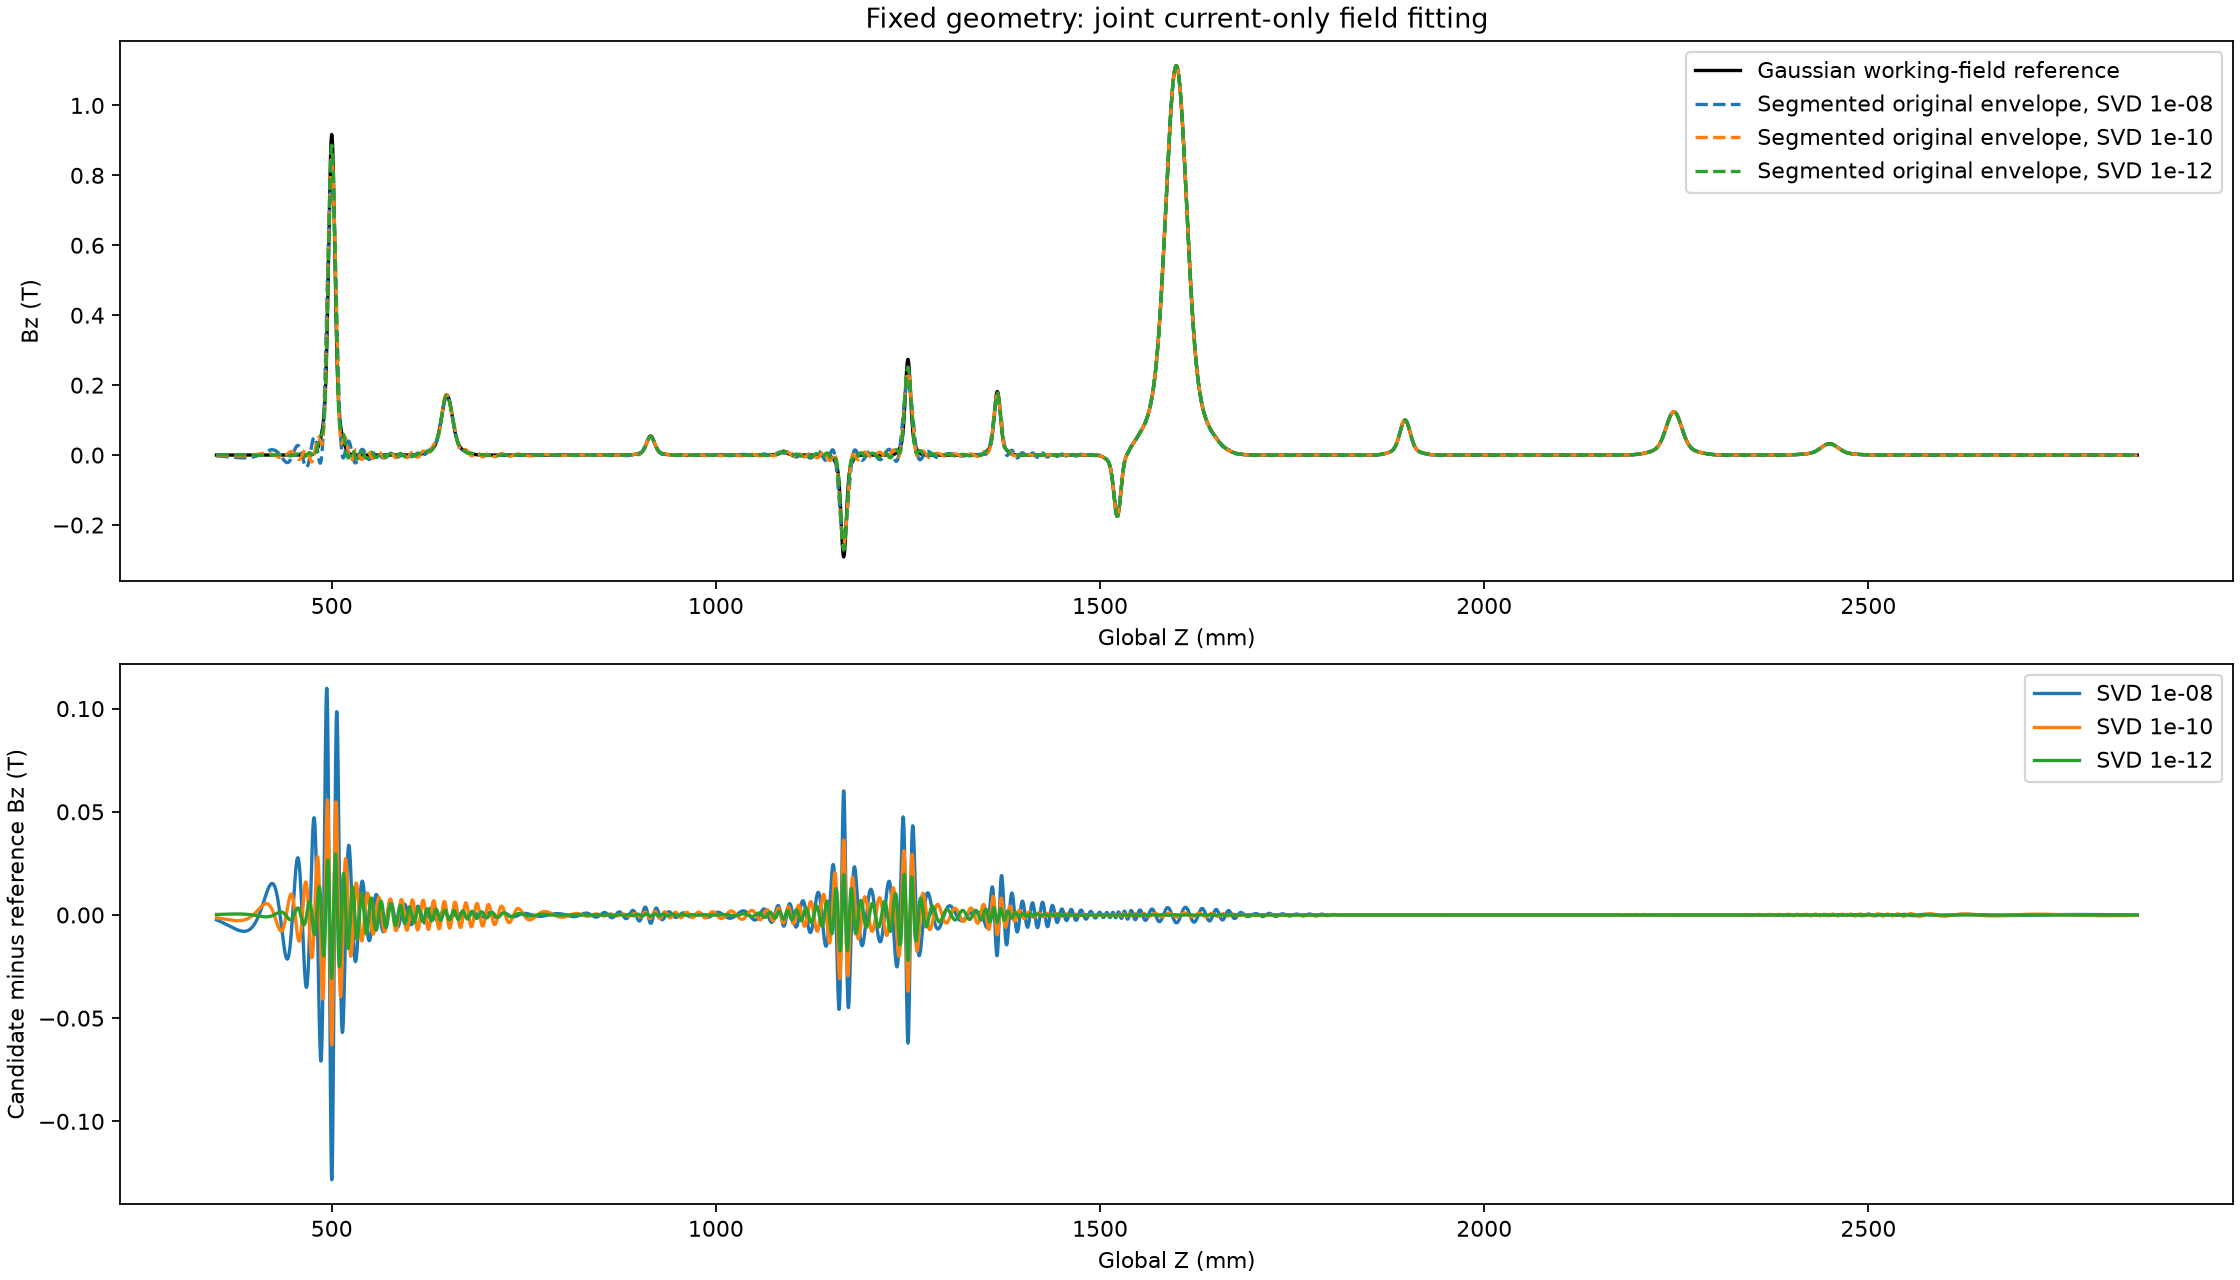 Fixed geometry: joint current-only field fitting
Bz (T)
1.0
0.8
0.6
0.4
0.2
0.0
−0.2
Gaussian working-field reference
Segmented original envelope, SVD 1e-08
Segmented original envelope, SVD 1e-10
Segmented original envelope, SVD 1e-12
500
1000
1500
2000
2500
Global Z (mm)
Candidate minus reference Bz (T)
0.10
0.05
0.00
−0.05
−0.10
SVD 1e-08
SVD 1e-10
SVD 1e-12
500
1000
1500
2000
2500
Global Z (mm)